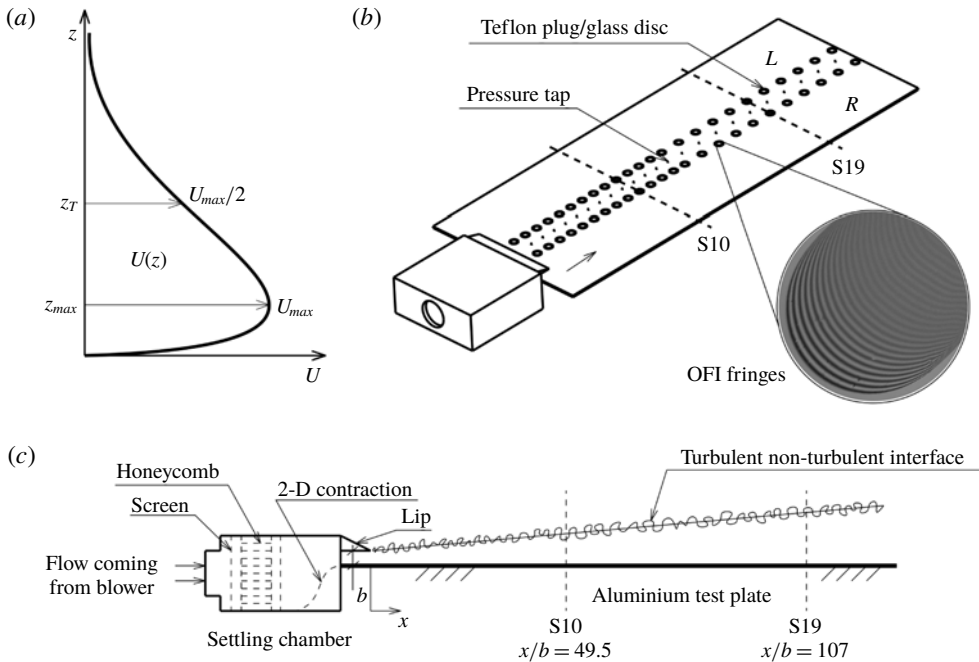 (a)
z
z_T
U_max/2
U(z)
z_max
U_max
U
(b)
Teflon plug/glass disc
L
Pressure tap
R
S19
S10
OFI fringes
(c)
Honeycomb
Screen
2-D contraction
Lip
Turbulent non-turbulent interface
Flow coming
from blower
b
x
Settling chamber
Aluminium test plate
S10
x/b = 49.5
S19
x/b = 107